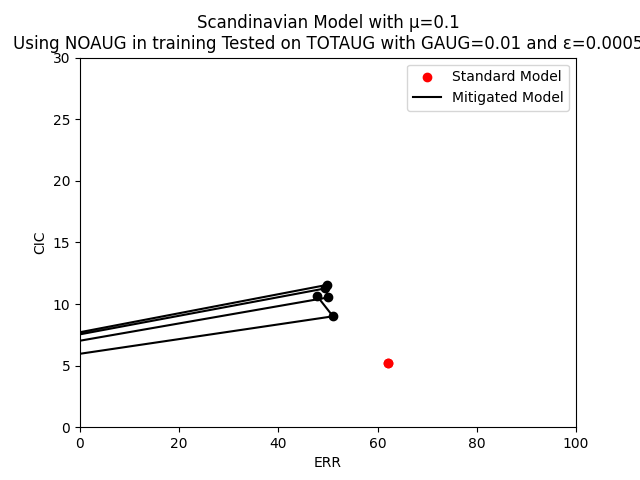 Scandinavian Model with μ=0.1
Using NOAUG in training Tested on TOTAUG with GAUG=0.01 and ε=0.0005
30
25
20
15
10
5
0
CIC
Standard Model
Mitigated Model
0 20 40 60 80 100
ERR